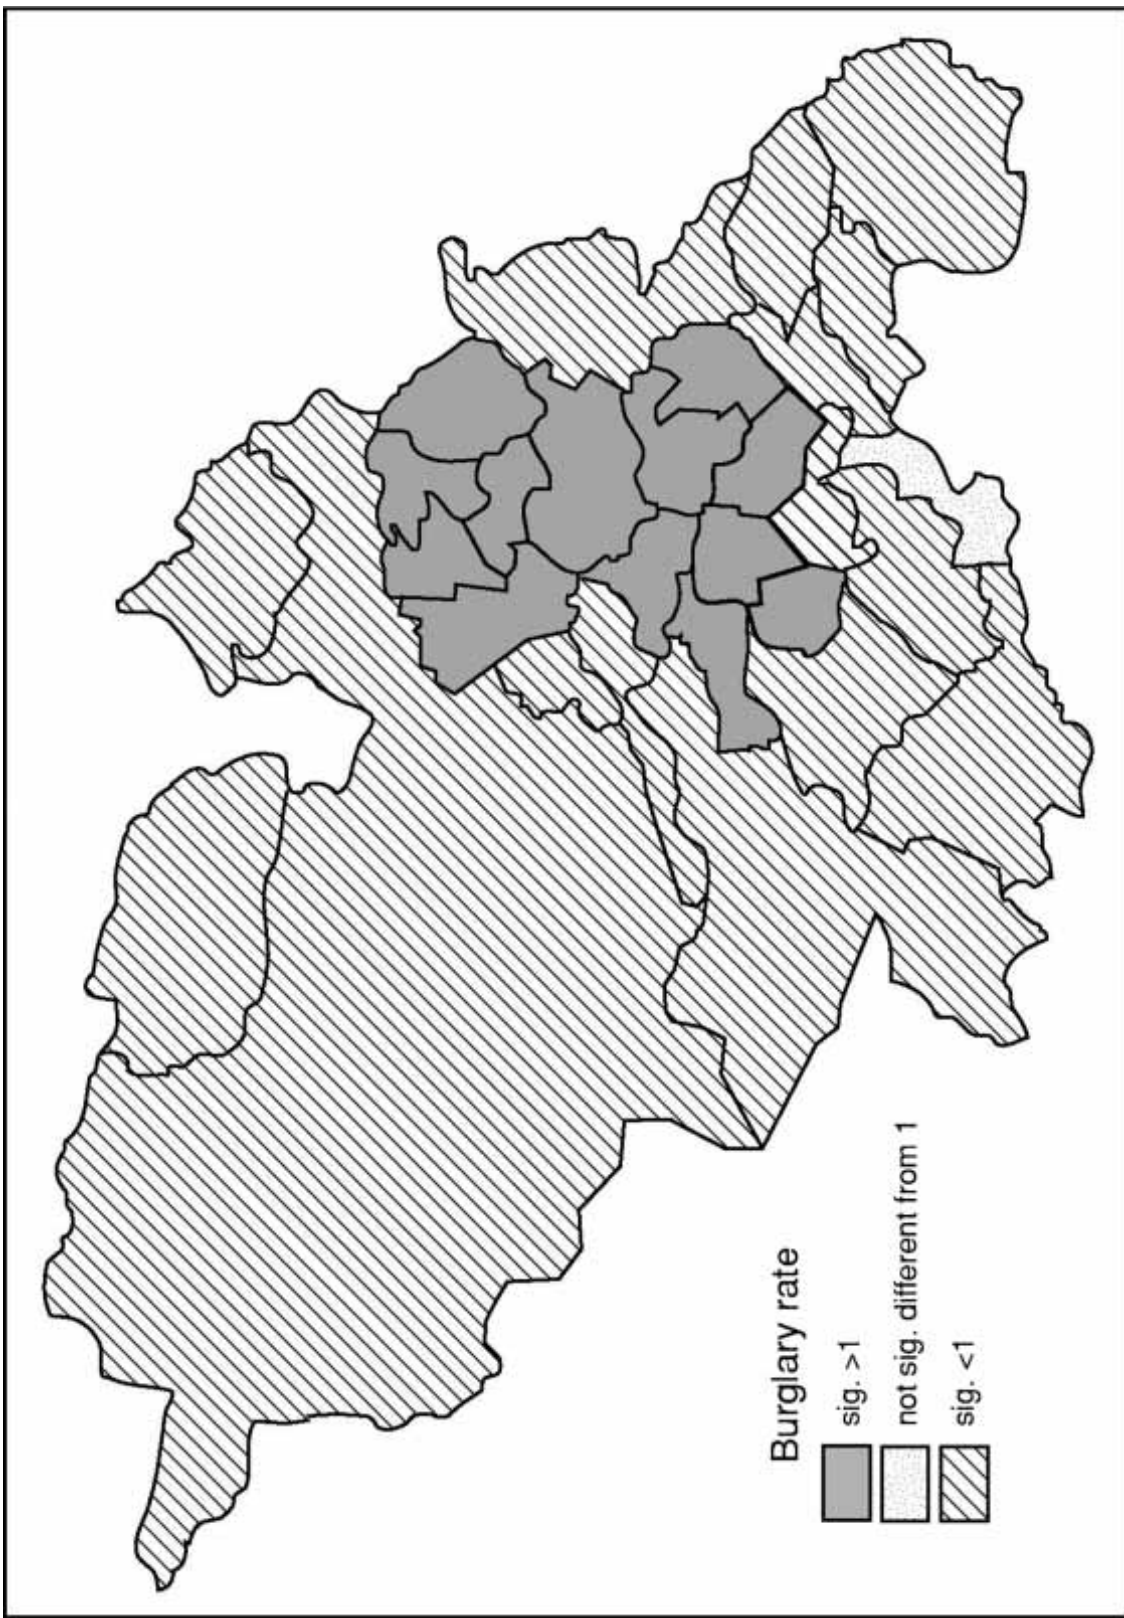 Burglary rate
sig. >1
not sig. different from 1
sig. <1